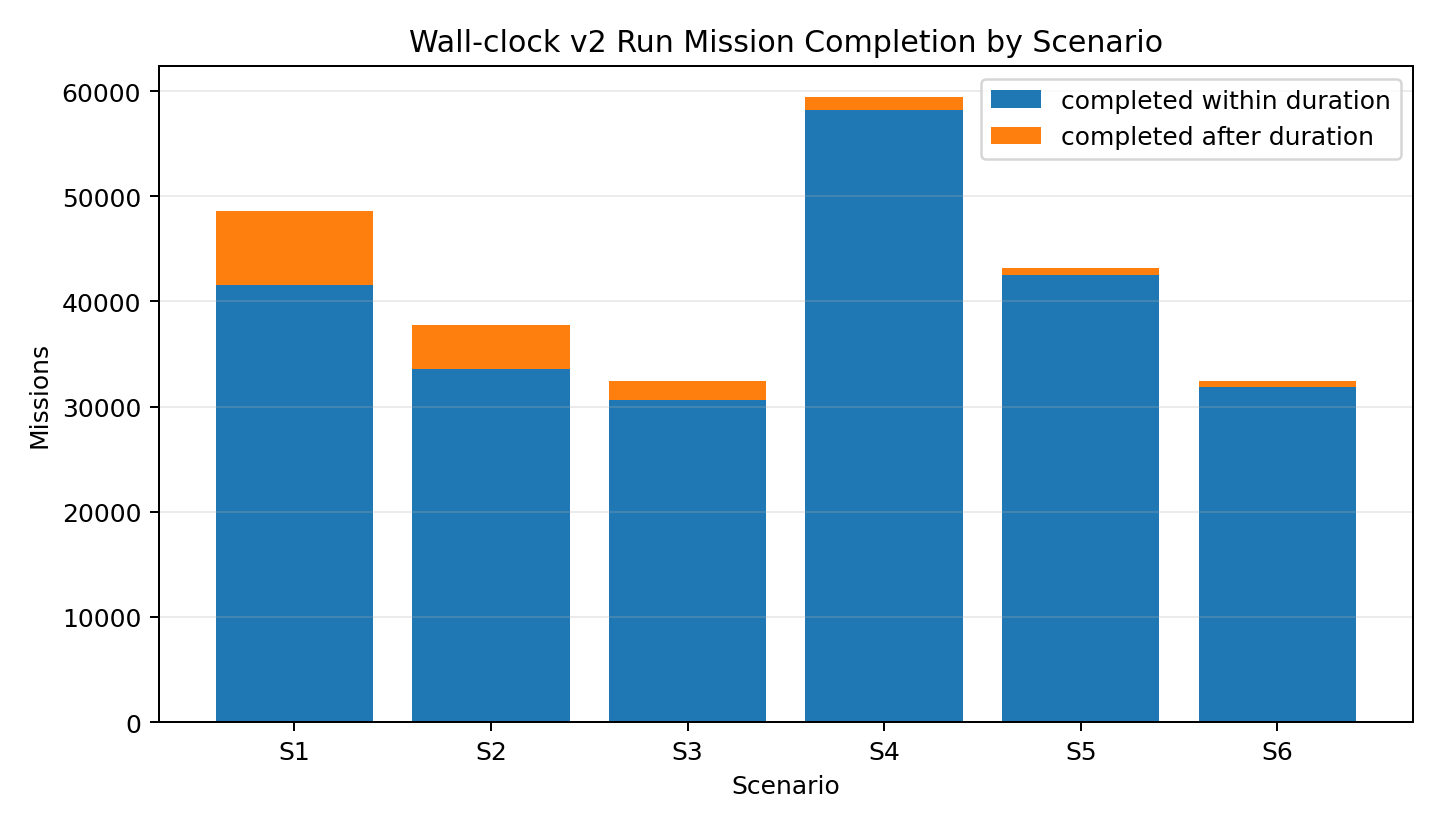 Wall-clock v2 Run Mission Completion by Scenario
completed within duration
completed after duration
60000
50000
40000
30000
20000
10000
0
Missions
S1 S2 S3 S4 S5 S6
Scenario